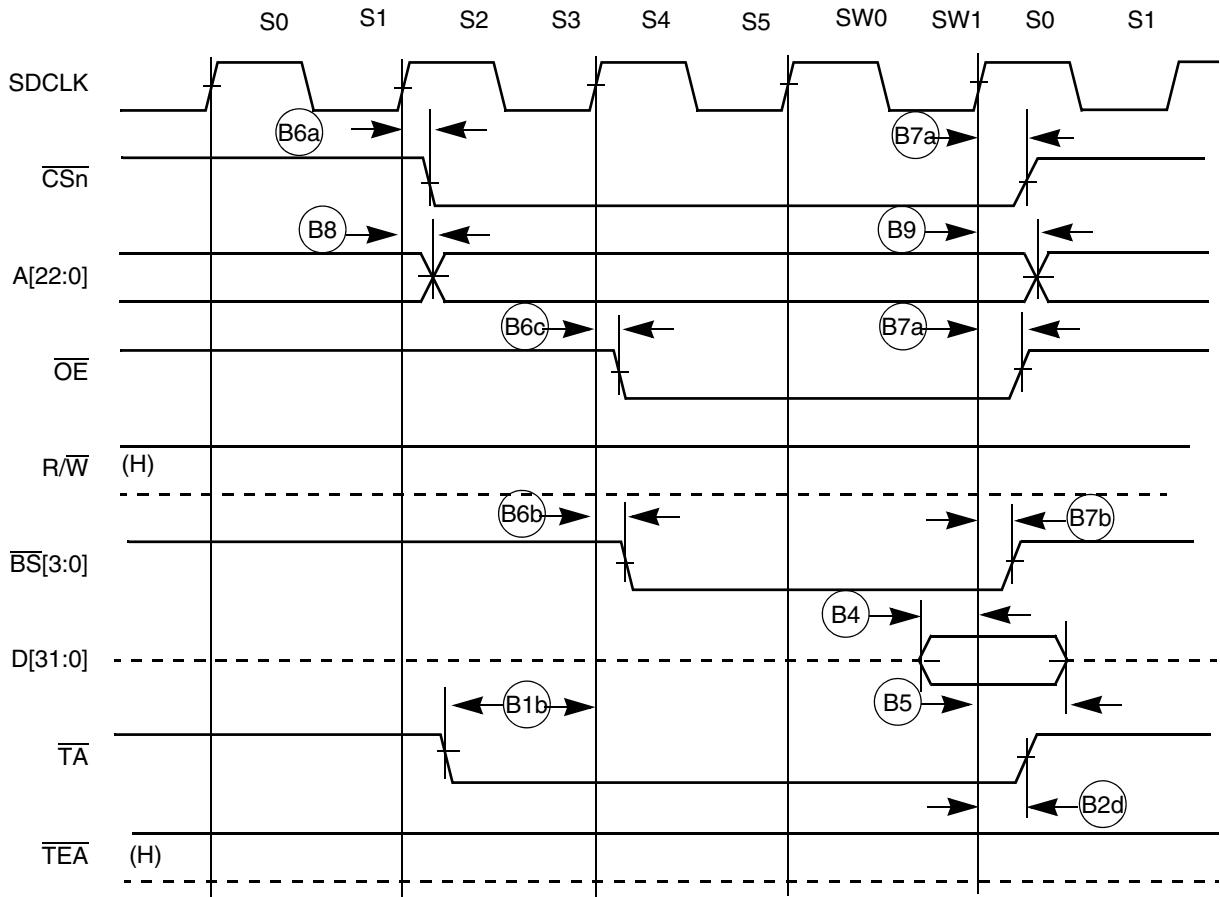 S0 S1 S2 S3 S4 S5 SW0 SW1 S0 S1
SDCLK
B6a B7a
CSn
B8 B9
A[22:0]
B6c B7a
OE
R/W (H)
B6b B7b
BS[3:0]
B4
D[31:0]
B1b B5
TA
B2d
TEA (H)